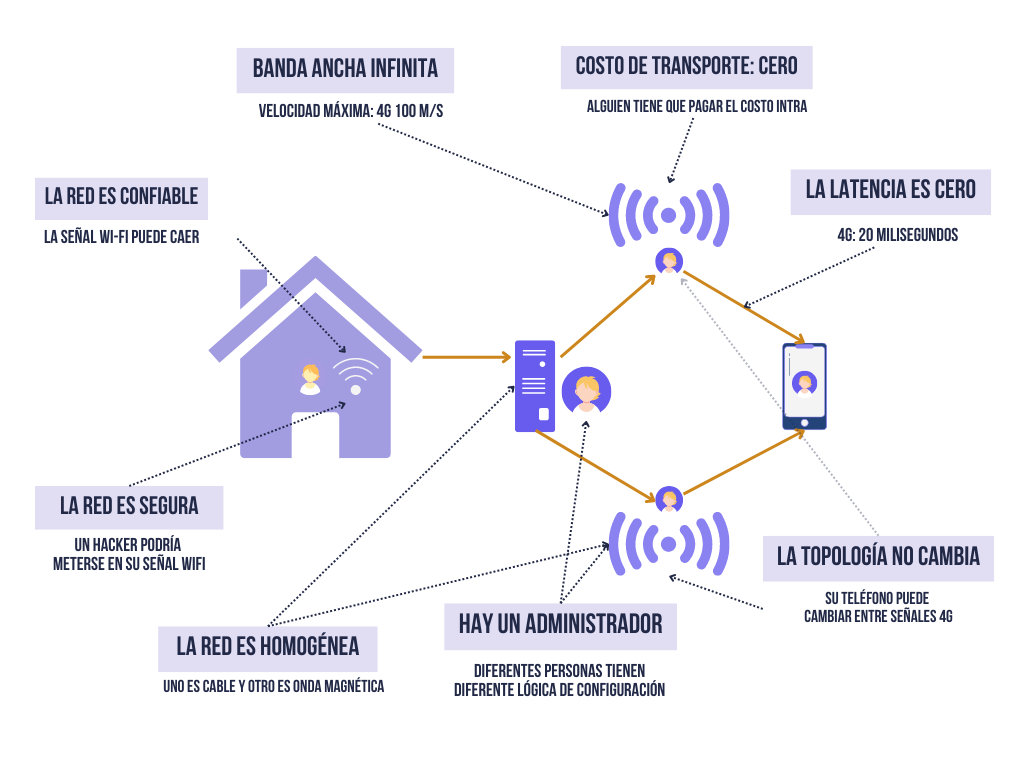 BANDA ANCHA INFINITA
VELOCIDAD MÁXIMA: 4G 100 M/S
COSTO DE TRANSPORTE: CERO
ALGUIEN TIENE QUE PAGAR EL COSTO INTRA
LA RED ES CONFIABLE
LA SEÑAL WI-FI PUEDE CAER
LA LATENCIA ES CERO
4G: 20 MILISEGUNDOS
LA RED ES SEGURA
UN HACKER PODRÍA
METERSE EN SU SEÑAL WIFI
LA TOPOLOGÍA NO CAMBIA
SU TELÉFONO PUEDE
CAMBIAR ENTRE SEÑALES 4G
LA RED ES HOMOGÉNEA
UNO ES CABLE Y OTRO ES ONDA MAGNÉTICA
HAY UN ADMINISTRADOR
DIFERENTES PERSONAS TIENEN
DIFERENTE LÓGICA DE CONFIGURACIÓN